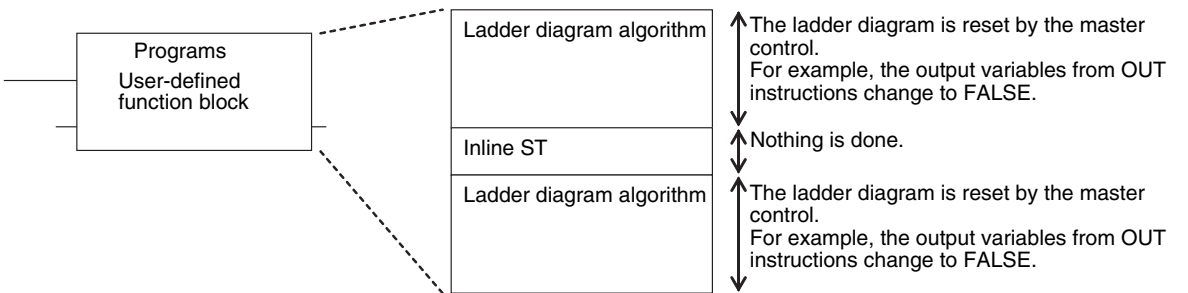 Programs
User-defined
function block
Ladder diagram algorithm
The ladder diagram is reset by the master
control.
For example, the output variables from OUT
instructions change to FALSE.
Inline ST
Nothing is done.
Ladder diagram algorithm
The ladder diagram is reset by the master
control.
For example, the output variables from OUT
instructions change to FALSE.